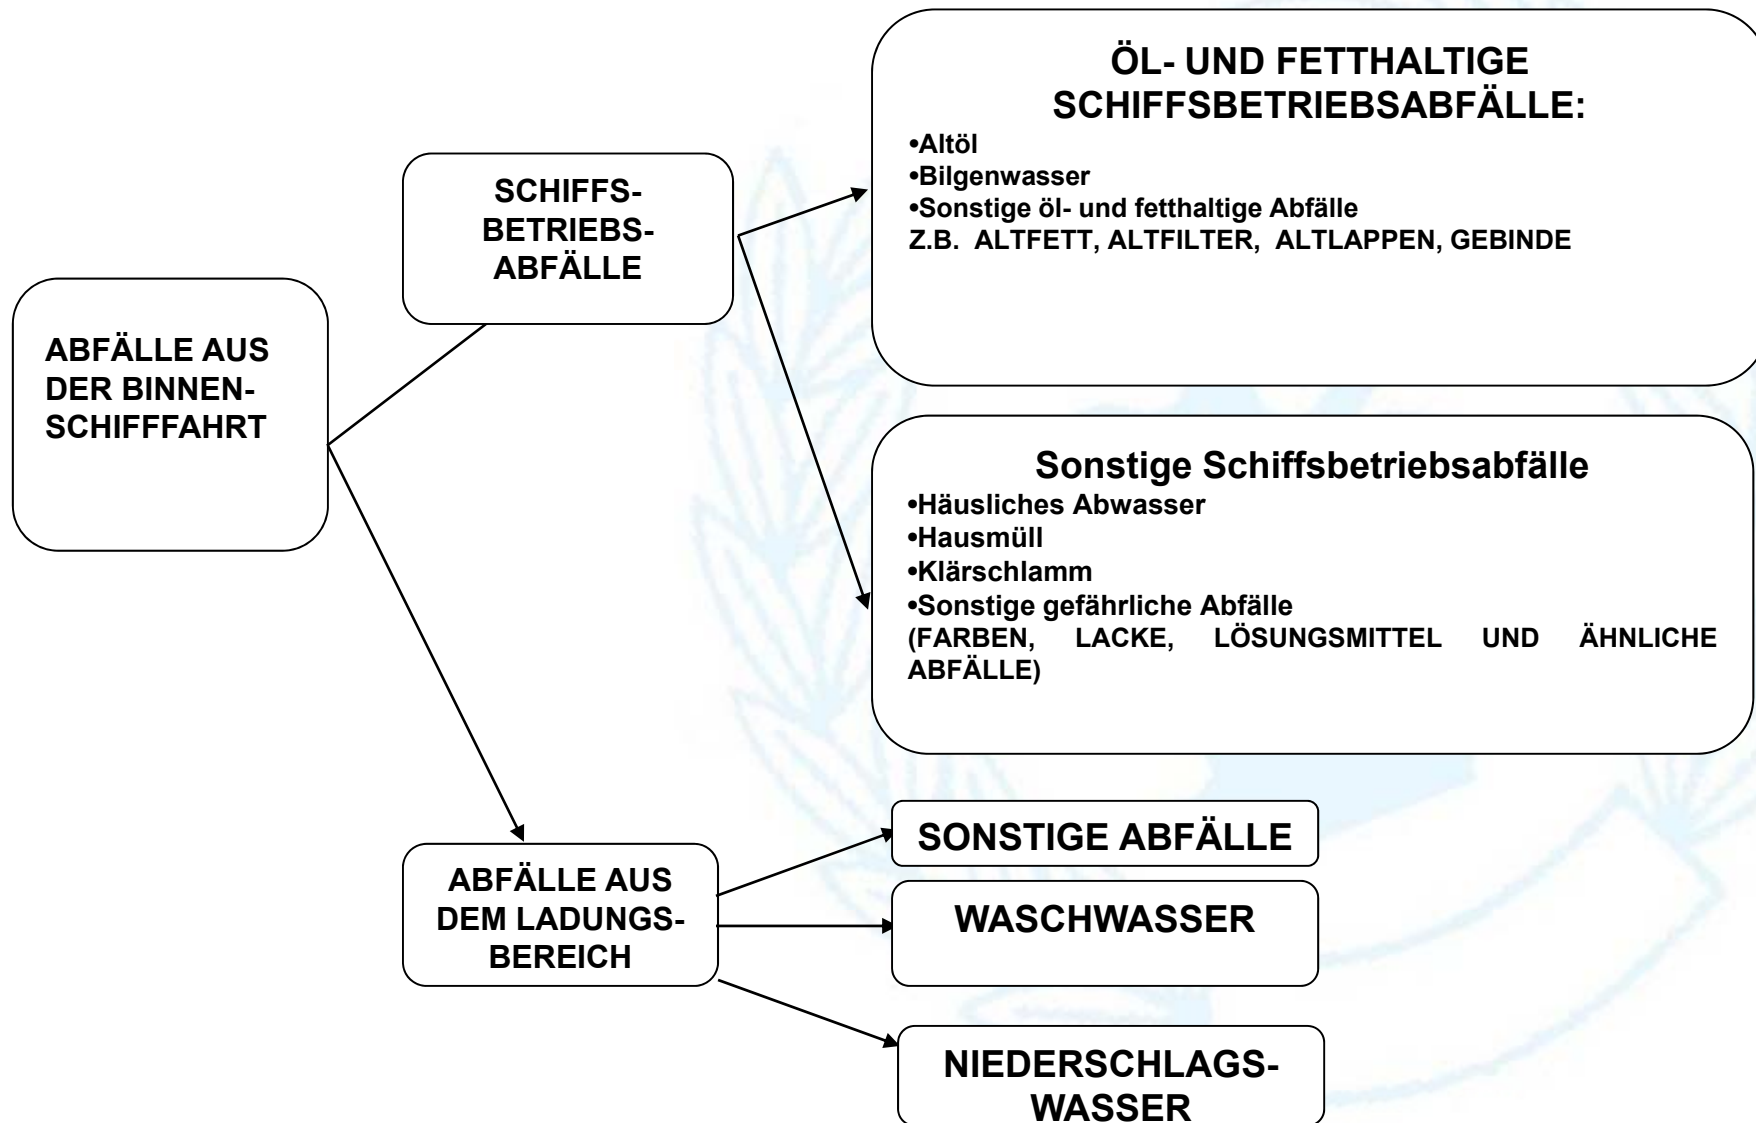 ABFÄLLE AUS
DER BINNEN-
SCHIFFFAHRT
SCHIFFS-
BETRIEBS-
ABFÄLLE
ÖL- UND FETTHALTIGE
SCHIFFSBETRIEBSABFÄLLE:
•Altöl
•Bilgenwasser
•Sonstige öl- und fetthaltige Abfälle
Z.B. ALTFETT, ALTFILTER, ALTLAPPEN, GEBINDE
Sonstige Schiffsbetriebsabfälle
•Häusliches Abwasser
•Hausmüll
•Klärschlamm
•Sonstige gefährliche Abfälle
(FARBEN, LACKE, LÖSUNGSMITTEL UND ÄHNLICHE
ABFÄLLE)
ABFÄLLE AUS
DEM LADUNGS-
BEREICH
SONSTIGE ABFÄLLE
WASCHWASSER
NIEDERSCHLAGS-
WASSER